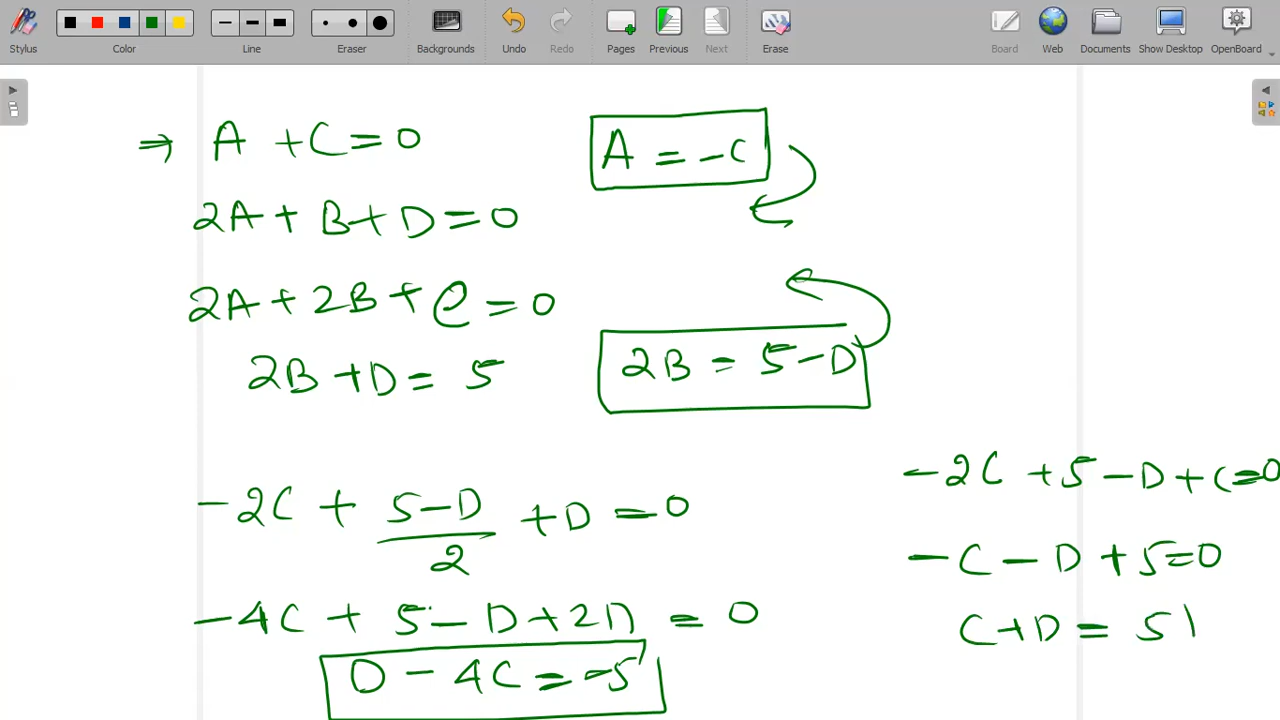 Stylus Color Line Eraser Backgrounds Undo Redo Pages Previous Next Erase Board Web Documents Show Desktop OpenBoard
⇒ A + C = 0
A = -C
2A + B + D = 0
2A + 2B + C = 0
2B + D = 5
2B = 5 - D
-2C + (5-D)/2 + D = 0
-4C + 5 - D + 2D = 0
D - 4C = -5
-2C + 5 - D + C = 0
-C - D + 5 = 0
C + D = 5